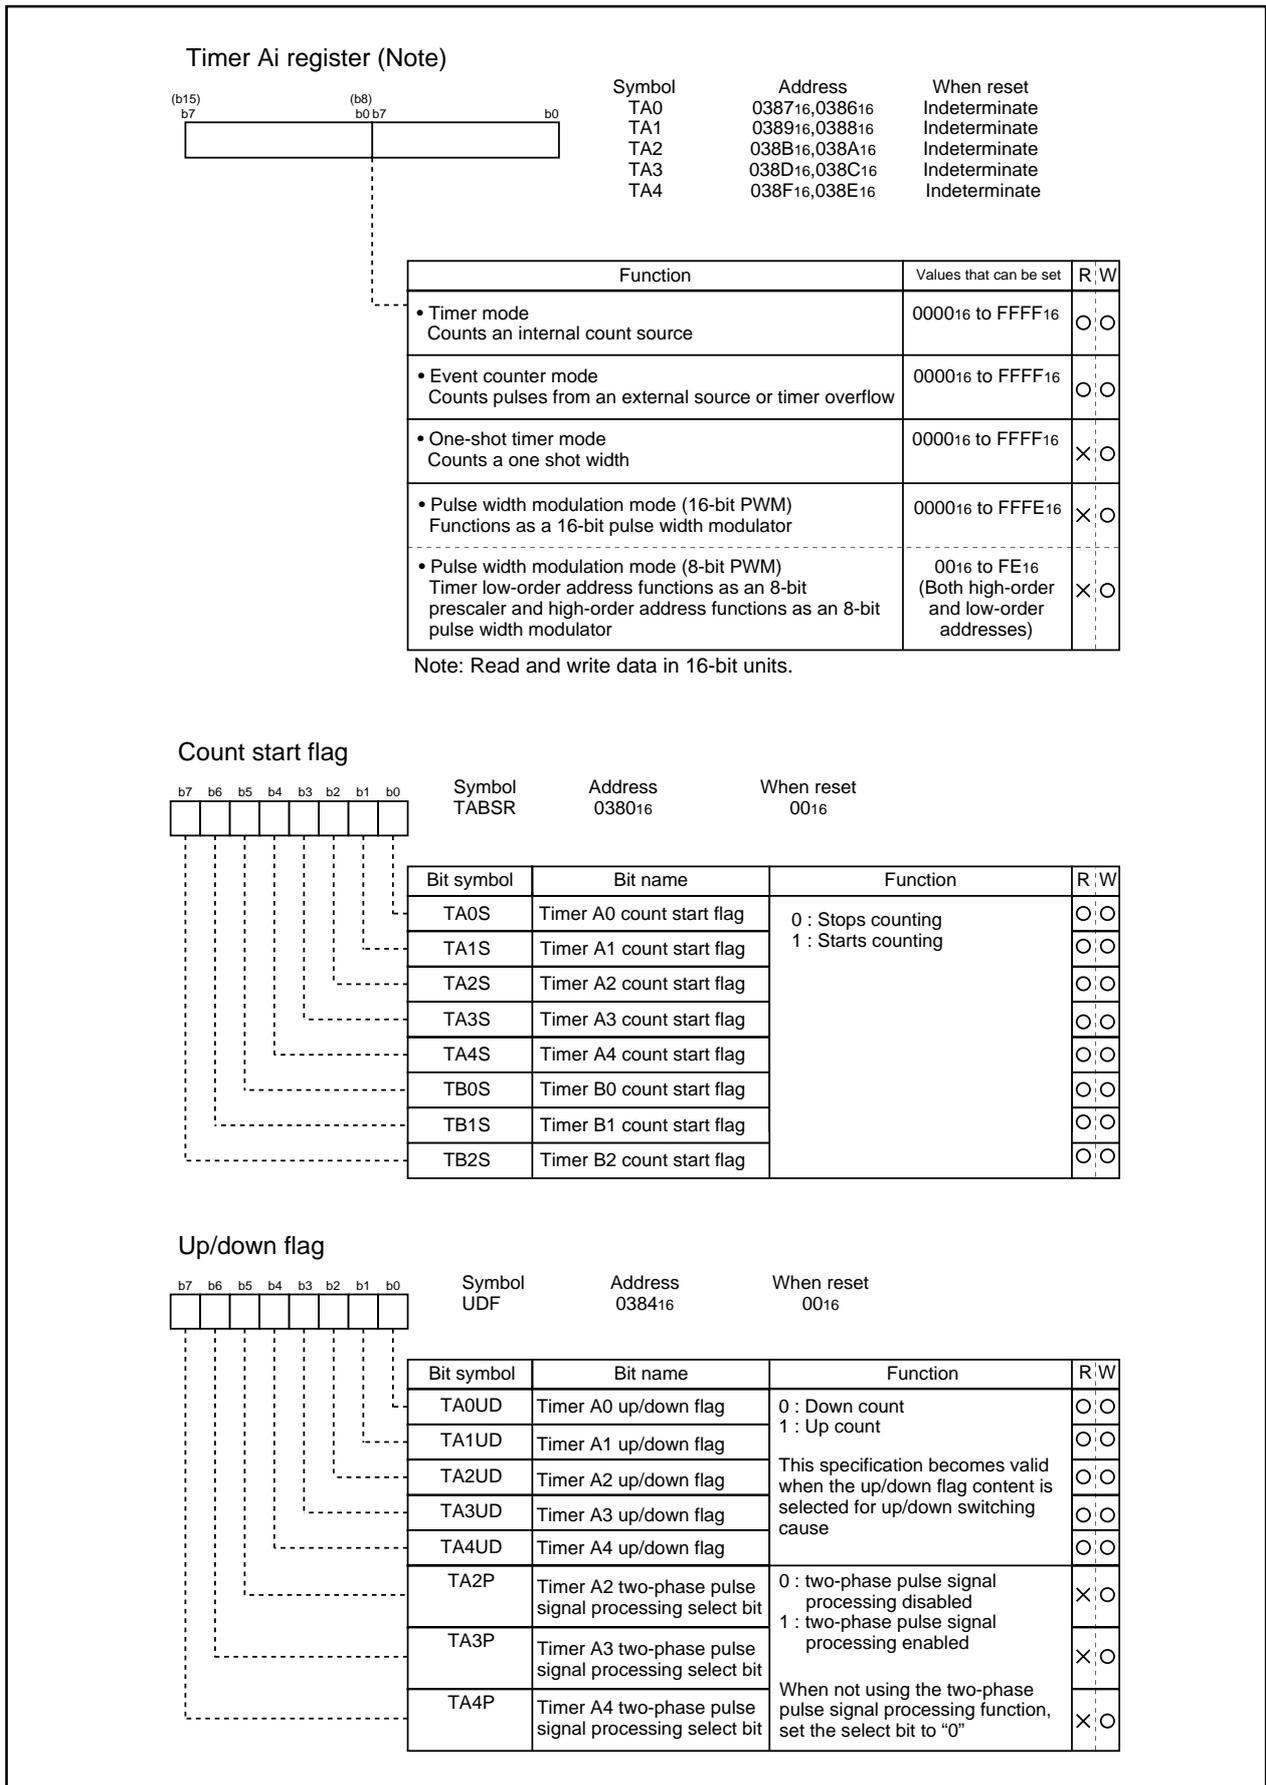 Timer Ai register (Note)
(b15) (b8)
b7 b0 b7 b0
Symbol Address When reset
TA0 038716,038616 Indeterminate
TA1 038916,038816 Indeterminate
TA2 038B16,038A16 Indeterminate
TA3 038D16,038C16 Indeterminate
TA4 038F16,038E16 Indeterminate
Function Values that can be set R W
• Timer mode 000016 to FFFF16
Counts an internal count source
• Event counter mode 000016 to FFFF16
Counts pulses from an external source or timer overflow
• One-shot timer mode 000016 to FFFF16
Counts a one shot width
• Pulse width modulation mode (16-bit PWM) 000016 to FFFE16
Functions as a 16-bit pulse width modulator
• Pulse width modulation mode (8-bit PWM) 0016 to FE16
Timer low-order address functions as an 8-bit (Both high-order
prescaler and high-order address functions as an 8-bit and low-order
pulse width modulator addresses)
Note: Read and write data in 16-bit units.
Count start flag
b7 b6 b5 b4 b3 b2 b1 b0
Symbol Address When reset
TABSR 038016 0016
Bit symbol Bit name Function R W
TA0S Timer A0 count start flag 0 : Stops counting
1 : Starts counting
TA1S Timer A1 count start flag
TA2S Timer A2 count start flag
TA3S Timer A3 count start flag
TA4S Timer A4 count start flag
TB0S Timer B0 count start flag
TB1S Timer B1 count start flag
TB2S Timer B2 count start flag
Up/down flag
b7 b6 b5 b4 b3 b2 b1 b0
Symbol Address When reset
UDF 038416 0016
Bit symbol Bit name Function R W
TA0UD Timer A0 up/down flag 0 : Down count
1 : Up count
TA1UD Timer A1 up/down flag
This specification becomes valid
TA2UD Timer A2 up/down flag when the up/down flag content is
selected for up/down switching
TA3UD Timer A3 up/down flag cause
TA4UD Timer A4 up/down flag
TA2P Timer A2 two-phase pulse 0 : two-phase pulse signal
signal processing select bit processing disabled
1 : two-phase pulse signal
TA3P Timer A3 two-phase pulse processing enabled
signal processing select bit
When not using the two-phase
TA4P Timer A4 two-phase pulse pulse signal processing function,
signal processing select bit set the select bit to “0”